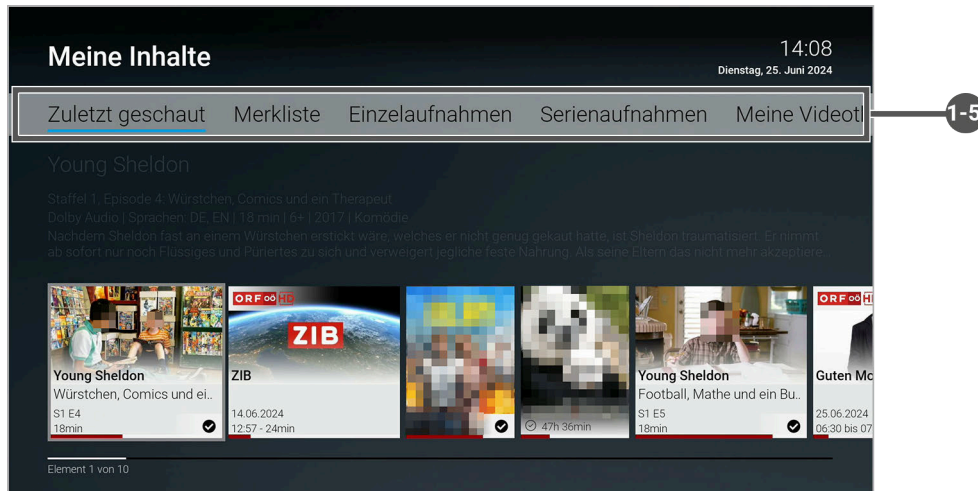 Meine Inhalte
14:08
Dienstag, 25. Juni 2024
Zuletzt geschaut Merkliste Einzelaufnahmen Serienaufnahmen Meine Videoth
1-5
Young Sheldon
Staffel 1, Episode 4: Würstchen, Comics und ein Therapeut
Dolby Audio | Sprachen: DE, EN | 18 min | 6+ | 2017 | Komödie
Nachdem Sheldon fast an einem Würstchen erstickt wäre, welches er nicht genug gekaut hatte, ist Sheldon traumatisiert. Er nimmt
ab sofort nur noch Flüssiges und Püriertes zu sich und verweigert jegliche feste Nahrung. Als seine Eltern das nicht mehr akzeptiere
Young Sheldon
Würstchen, Comics und ei..
S1 E4
18min
ORF OÖ HD
ZIB
ZIB
14.06.2024
12:57 - 24min
47h 36min
Young Sheldon
Football, Mathe und ein Bu..
S1 E5
18min
ORF OÖ H
Guten Mo
25.06.2024
06:30 bis 07
Element 1 von 10